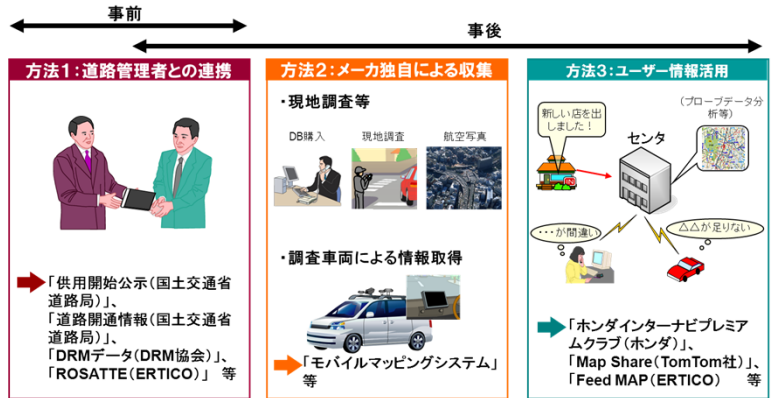 事前
事後
方法1:道路管理者との連携
「供用開始公示(国土交通省
道路局)」、
「道路開通情報(国土交通省
道路局)」、
「DRMデータ(DRM協会)」、
「ROSATTE(ERTICO)」 等
方法2:メーカ独自による収集
・現地調査等
DB購入
現地調査
航空写真
・調査車両による情報取得
「モバイルマッピングシステム」
等
方法3:ユーザー情報活用
新しい店を出
しました!
センタ
(プローブデータ分
析等)
・・・が間違い
△△が足りない
「ホンダインターナビプレミア
ムクラブ(ホンダ)」、
「Map Share(TomTom社)」、
「Feed MAP(ERTICO) 等